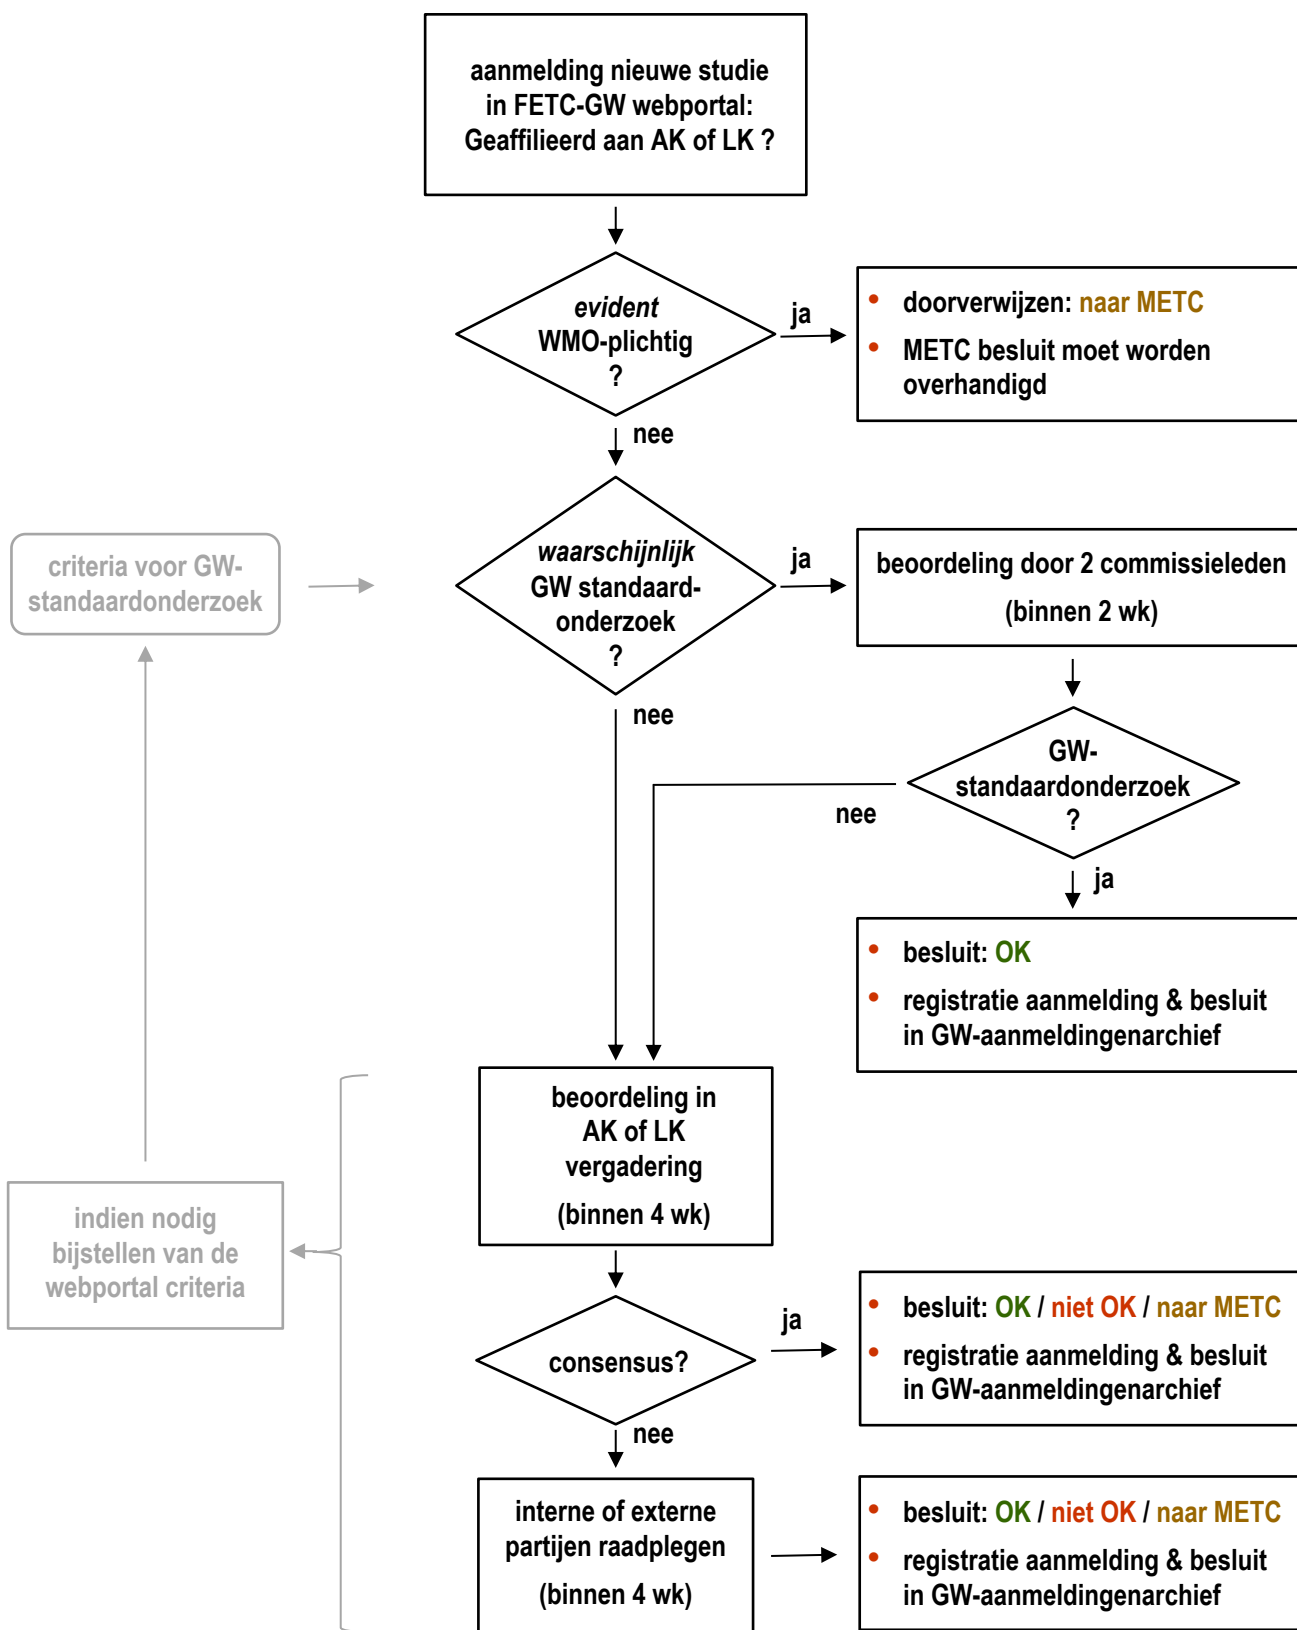 aanmelding nieuwe studie
in FETC-GW webportal:
Geaffilieerd aan AK of LK ?
evident
WMO-plichtig
?
ja
• doorverwijzen: naar METC
• METC besluit moet worden
overhandigd
nee
criteria voor GW-
standaardonderzoek
waarschijnlijk
GW standaard-
onderzoek
?
ja
beoordeling door 2 commissieleden
(binnen 2 wk)
nee
GW-
standaardonderzoek
?
nee
ja
• besluit: OK
• registratie aanmelding & besluit
in GW-aanmeldingenarchief
beoordeling in
AK of LK
vergadering
(binnen 4 wk)
indien nodig
bijstellen van de
webportal criteria
consensus?
ja
• besluit: OK / niet OK / naar METC
• registratie aanmelding & besluit
in GW-aanmeldingenarchief
nee
interne of externe
partijen raadplegen
(binnen 4 wk)
• besluit: OK / niet OK / naar METC
• registratie aanmelding & besluit
in GW-aanmeldingenarchief